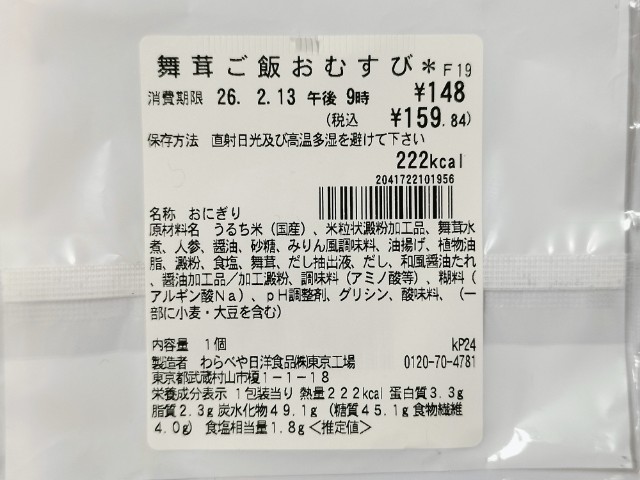 舞茸ご飯おむすび＊ F19
消費期限 26. 2.13 午後 9時 ¥148
(税込 ¥159.84)
保存方法 直射日光及び高温多湿を避けて下さい
222kcal
2041722101956
名称 おにぎり
原材料名 うるち米（国産）、米粒状澱粉加工品、舞茸水
煮、人参、醤油、砂糖、みりん風調味料、油揚げ、植物油
脂、澱粉、食塩、舞茸、だし抽出液、だし、和風醤油たれ
、醤油加工品／加工澱粉、調味料（アミノ酸等）、糊料（
アルギン酸Ｎａ）、ｐＨ調整剤、グリシン、酸味料、（一
部に小麦・大豆を含む）
内容量 １個 kP24
製造者 わらべや日洋食品㈱東京工場 0120-70-4781
東京都武蔵村山市榎１－１－18
栄養成分表示 １包装当り 熱量222kcal 蛋白質3.3g
脂質2.3g 炭水化物49.1g（糖質45.1g 食物繊維
4.0g） 食塩相当量1.8g＜推定値＞